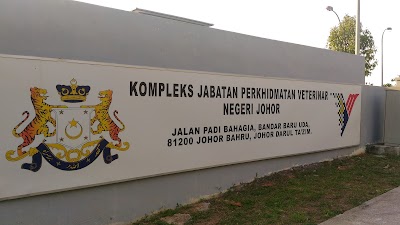 KOMPLEKS JABATAN PERKHIDMATAN VETERINAR
NEGERI JOHOR
JALAN PADI BAHAGIA, BANDAR BARU UDA,
81200 JOHOR BAHRU, JOHOR DARUL TA'ZIM.